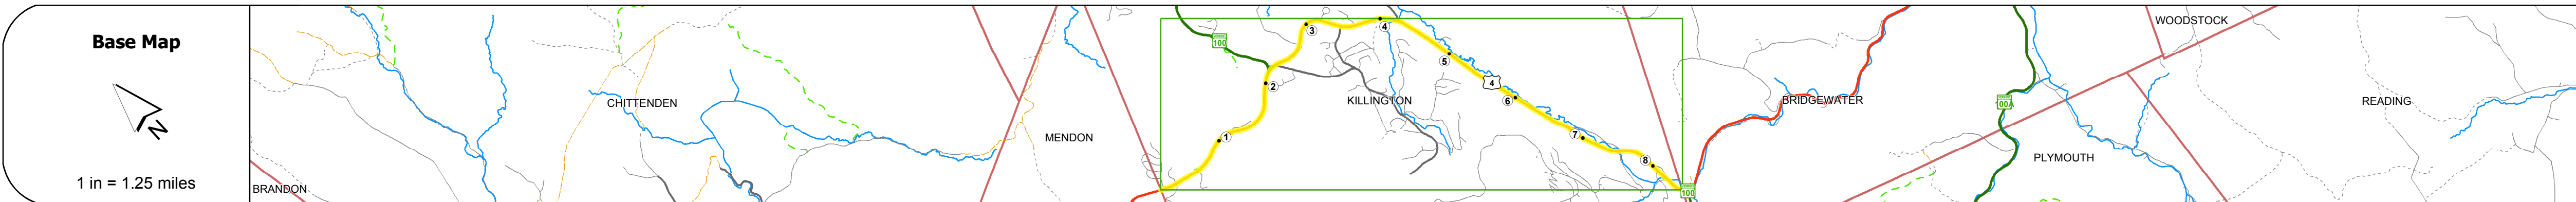 Base Map
N
1 in = 1.25 miles
BRANDON
CHITTENDEN
MENDON
100
1
2
3
4
5
4
6
7
8
KILLINGTON
100
BRIDGEWATER
WOODSTOCK
100A
PLYMOUTH
READING